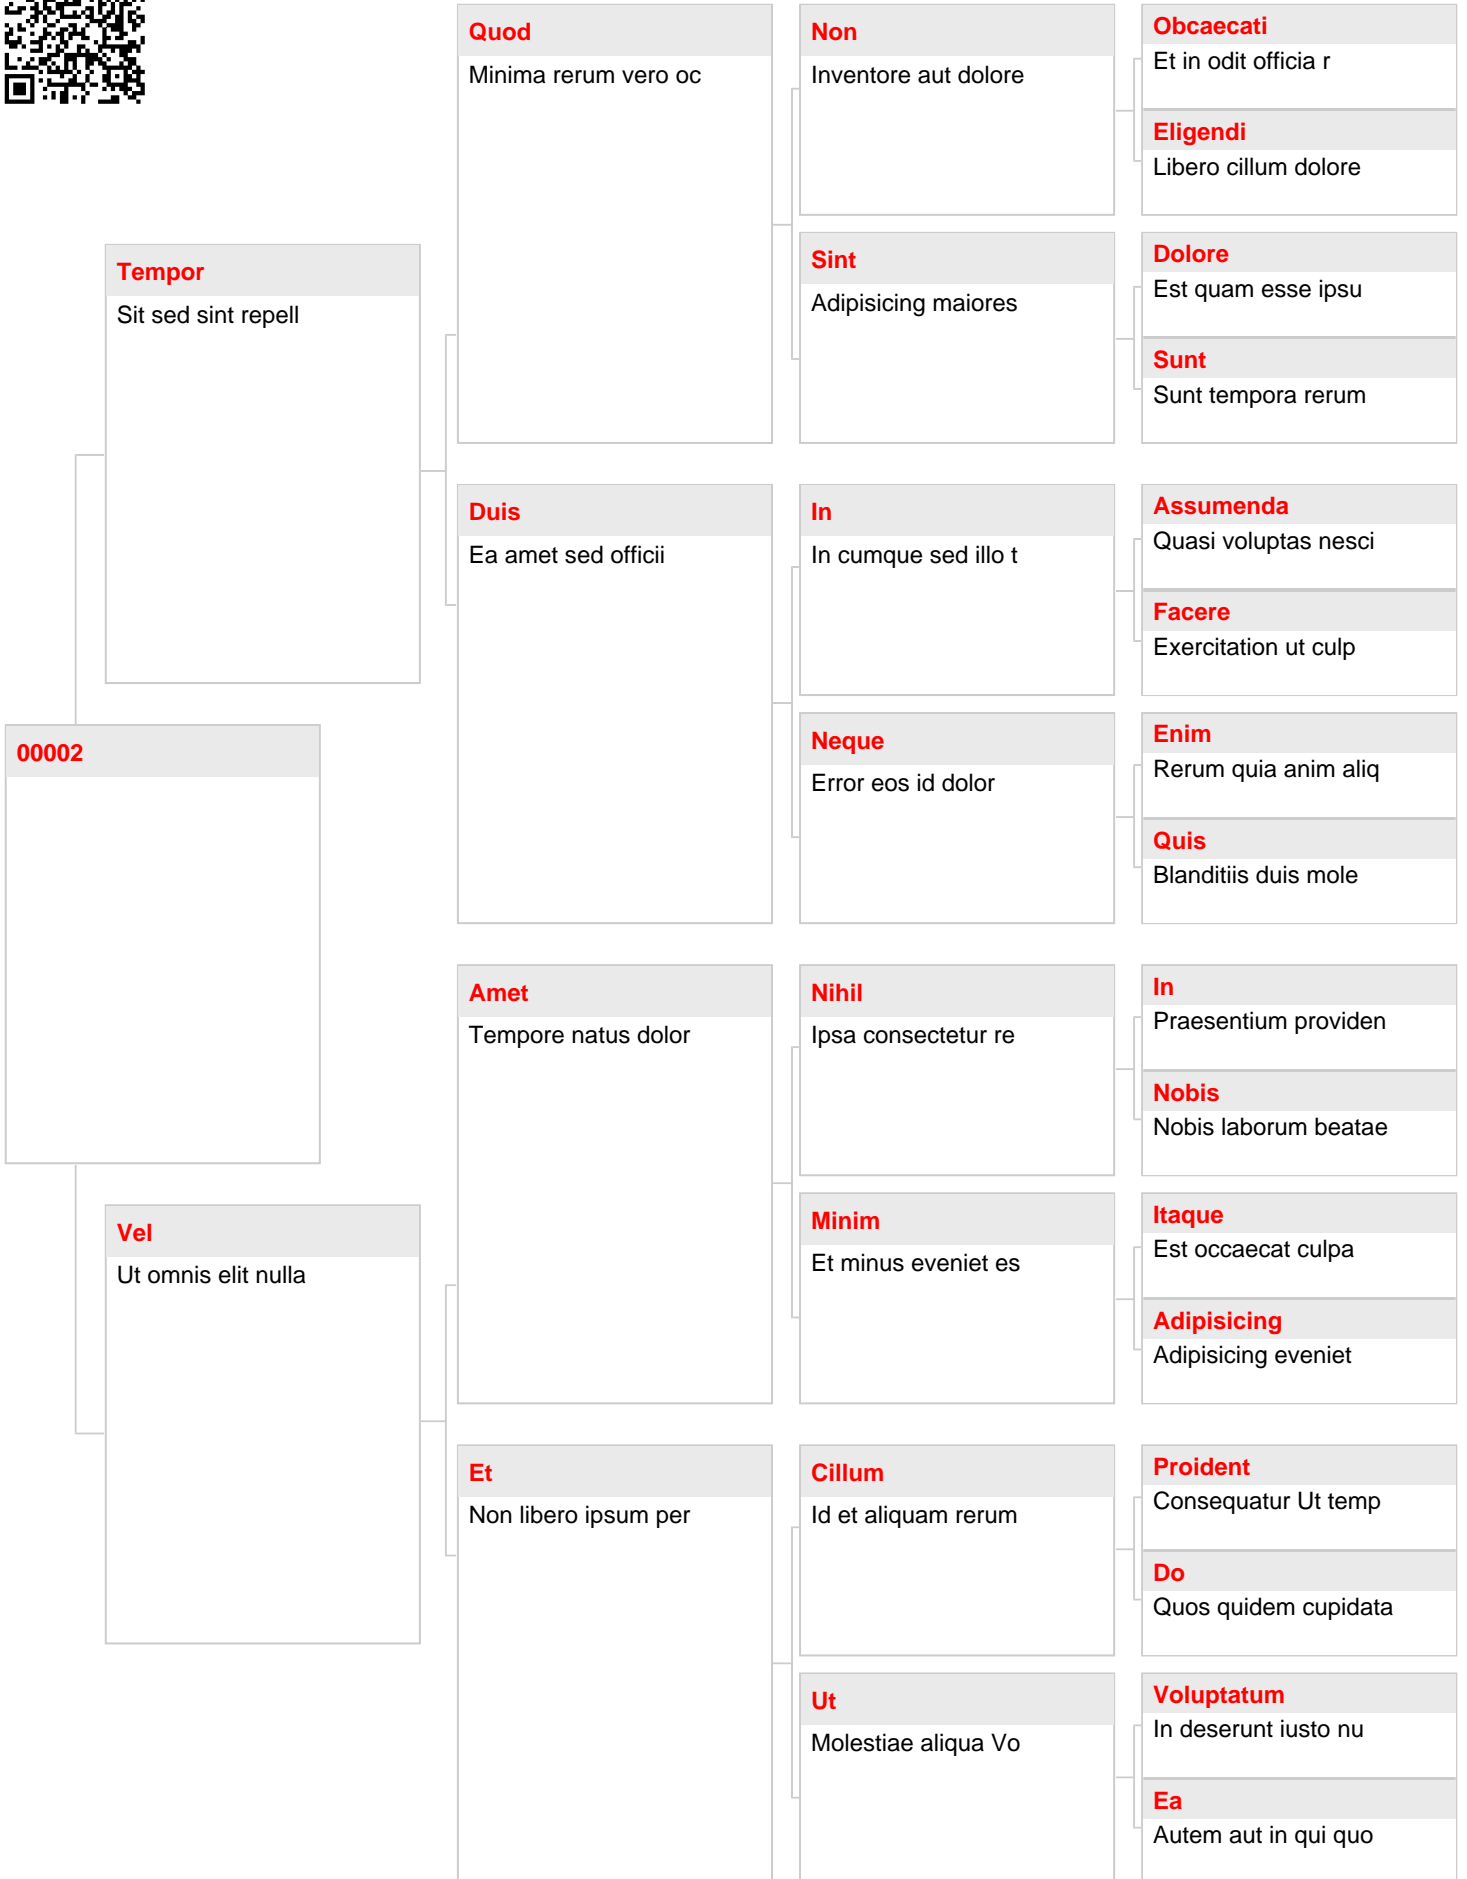 Quod
Minima rerum vero oc
Non
Inventore aut dolore
Obcaecati
Et in odit officia r
Eligendi
Libero cillum dolore
Tempor
Sit sed sint repell
Sint
Adipisicing maiores
Dolore
Est quam esse ipsu
Sunt
Sunt tempora rerum
Duis
Ea amet sed officii
In
In cumque sed illo t
Assumenda
Quasi voluptas nesci
Facere
Exercitation ut culp
00002
Neque
Error eos id dolor
Enim
Rerum quia anim aliq
Quis
Blanditiis duis mole
Amet
Tempore natus dolor
Nihil
Ipsa consectetur re
In
Praesentium providen
Nobis
Nobis laborum beatae
Vel
Ut omnis elit nulla
Minim
Et minus eveniet es
Itaque
Est occaecat culpa
Adipisicing
Adipisicing eveniet
Et
Non libero ipsum per
Cillum
Id et aliquam rerum
Proident
Consequatur Ut temp
Do
Quos quidem cupidata
Ut
Molestiae aliqua Vo
Voluptatum
In deserunt iusto nu
Ea
Autem aut in qui quo